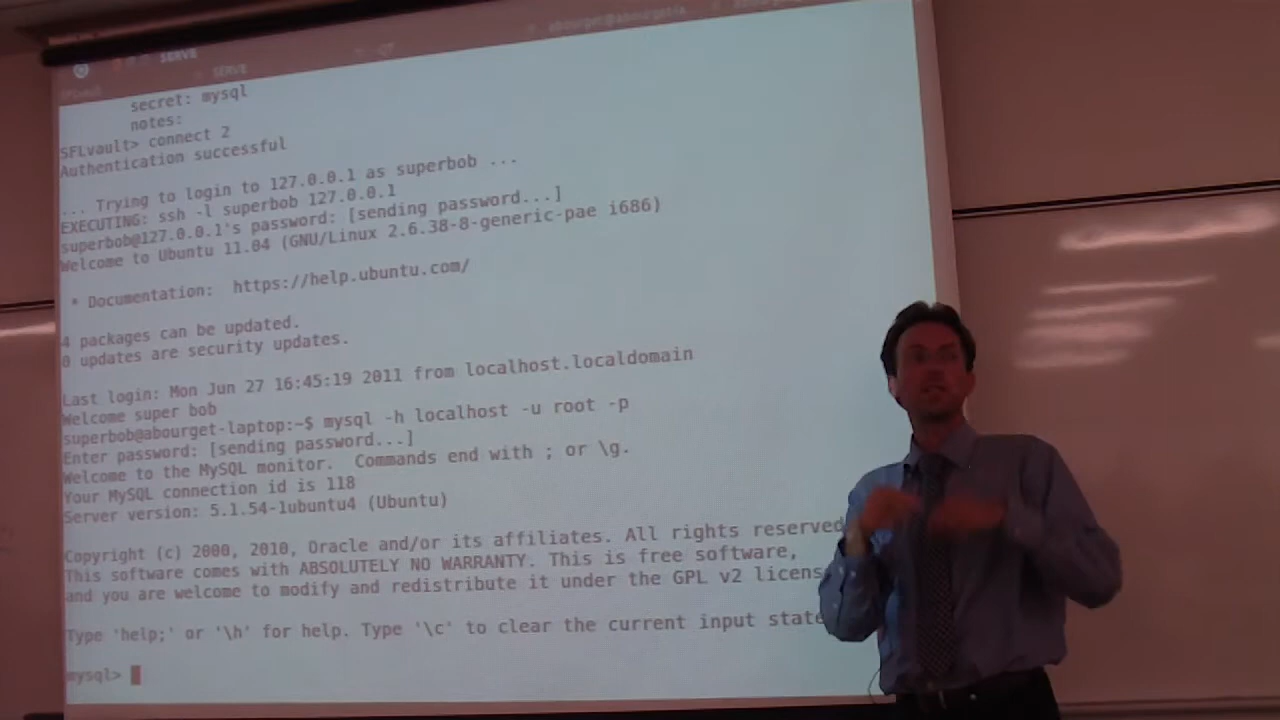 SERVE
SERVE
secret: mysql
notes:
SFLvault> connect 2
Authentication successful
... Trying to login to 127.0.0.1 as superbob ...
EXECUTING: ssh -l superbob 127.0.0.1
superbob@127.0.0.1's password: [sending password...]
Welcome to Ubuntu 11.04 (GNU/Linux 2.6.38-8-generic-pae i686)
* Documentation: https://help.ubuntu.com/
4 packages can be updated.
0 updates are security updates.
Last login: Mon Jun 27 16:45:19 2011 from localhost.localdomain
Welcome super bob
superbob@abourget-laptop:~$ mysql -h localhost -u root -p
Enter password: [sending password...]
Welcome to the MySQL monitor. Commands end with ; or \g.
Your MySQL connection id is 118
Server version: 5.1.54-1ubuntu4 (Ubuntu)
Copyright (c) 2000, 2010, Oracle and/or its affiliates. All rights reserved
This software comes with ABSOLUTELY NO WARRANTY. This is free software,
and you are welcome to modify and redistribute it under the GPL v2 licens
Type 'help;' or '\h' for help. Type '\c' to clear the current input state
mysql>